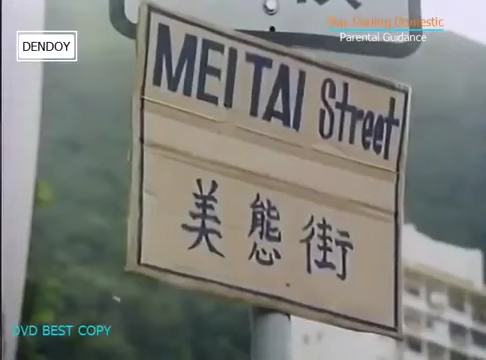 DENDOY
Parental Guidance
MEI TAI Street
美態街
DVD BEST COPY